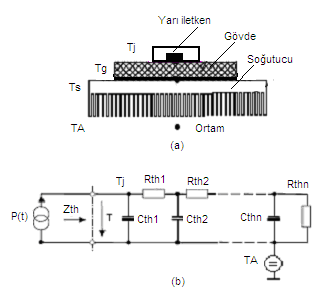 Yarı iletken
Tj
Gövde
Tg
Soğutucu
Ts
TA
Ortam
(a)
Tj
Rth1
Rth2
Rthn
P(t)
Zth
T
Cth1
Cth2
Cthn
TA
(b)